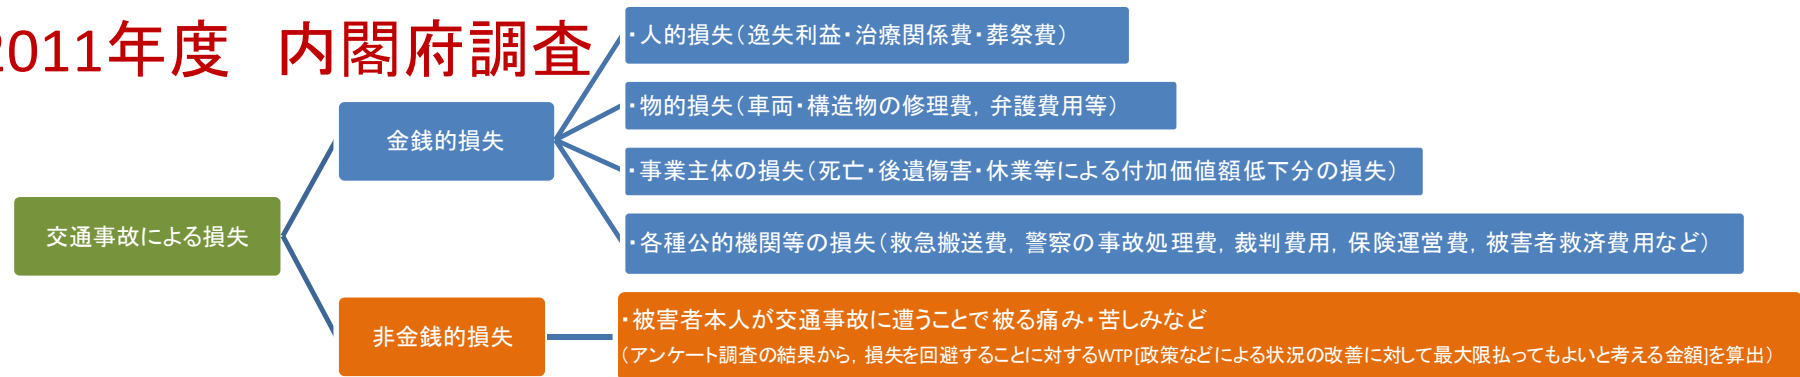 2011年度　内閣府調査
交通事故による損失
金銭的損失
・人的損失（逸失利益・治療関係費・葬祭費）
・物的損失（車両・構造物の修理費，弁護費用等）
・事業主体の損失（死亡・後遺傷害・休業等による付加価値額低下分の損失）
・各種公的機関等の損失（救急搬送費，警察の事故処理費，裁判費用，保険運営費，被害者救済費用など）
非金銭的損失
・被害者本人が交通事故に遭うことで被る痛み・苦しみなど
（アンケート調査の結果から，損失を回避することに対するWTP[政策などによる状況の改善に対して最大限払ってもよいと考える金額]を算出）